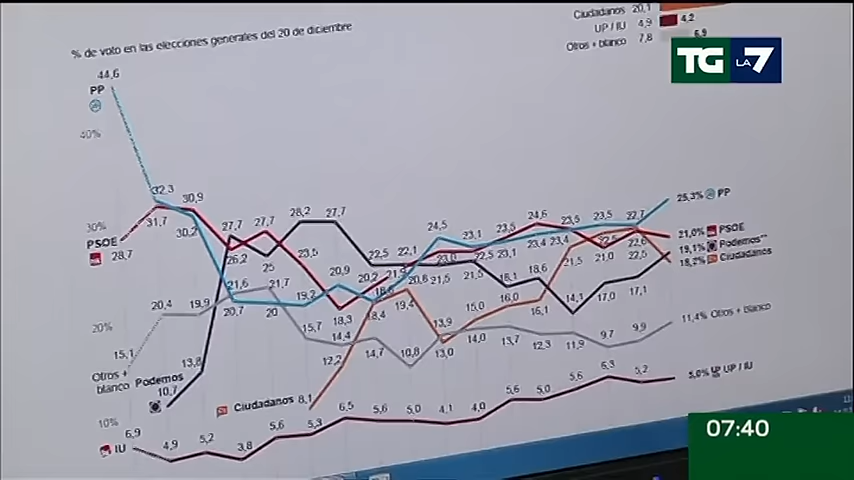 Ciudadanos 20,1
UP / IU 4,9 4,2
Otros + blanco 7,8 6,9
% de voto en las elecciones generales del 20 de diciembre
TG LA 7
44,6
PP
40%
32,3 30,9
30% 31,7 30,2
PSOE 28,7
27,7 27,7 28,2 27,7
26,2 25 23,5
22,5 22,1 24,5 23,1 23,5 24,6 23,5 23,5 22,7
25,3% PP
21,0% PSOE
19,1% Podemos**
18,2% Ciudadanos
23,0 22,5 23,1 23,4 23,4 22,5 22,6
21,6 21,7 20,9 20,2 21,9 20,6 21,5 21,5 21,5 21,0 22,5
20,7 20 19,2 18,3 18,4 19,4
16,1 18,6 14,1 17,0 17,1
20% 20,4 19,9
15,7 14,4 13,9 15,0 16,0 16,1
15,1 13,8 12,2 14,7 10,8 13,0 14,0 13,7 12,3 11,9 9,7 9,9
11,4% Otros + blanco
Otros +
blanco
Podemos
10,7
Ciudadanos 8,1
10%
6,9 IU
4,9 5,2 3,8 5,6 5,3 6,5 5,6 5,0 4,1 4,0 5,6 5,0 5,6 6,3 5,2
5,0% UP / IU
07:40